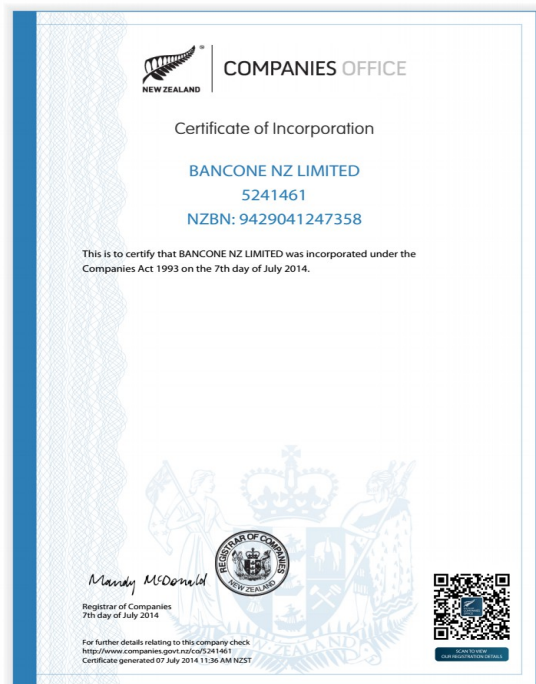 NEW ZEALAND
COMPANIES OFFICE
Certificate of Incorporation
BANCONE NZ LIMITED
5241461
NZBN: 9429041247358
This is to certify that BANCONE NZ LIMITED was incorporated under the
Companies Act 1993 on the 7th day of July 2014.
REGISTRAR OF COMPANIES
NEW ZEALAND
Mandy McDonald
Registrar of Companies
7th day of July 2014
For further details relating to this company check
http://www.companies.govt.nz/co/5241461
Certificate generated 07 July 2014 11:36 AM NZST
SCAN TO VIEW
OUR REGISTRATION DETAILS